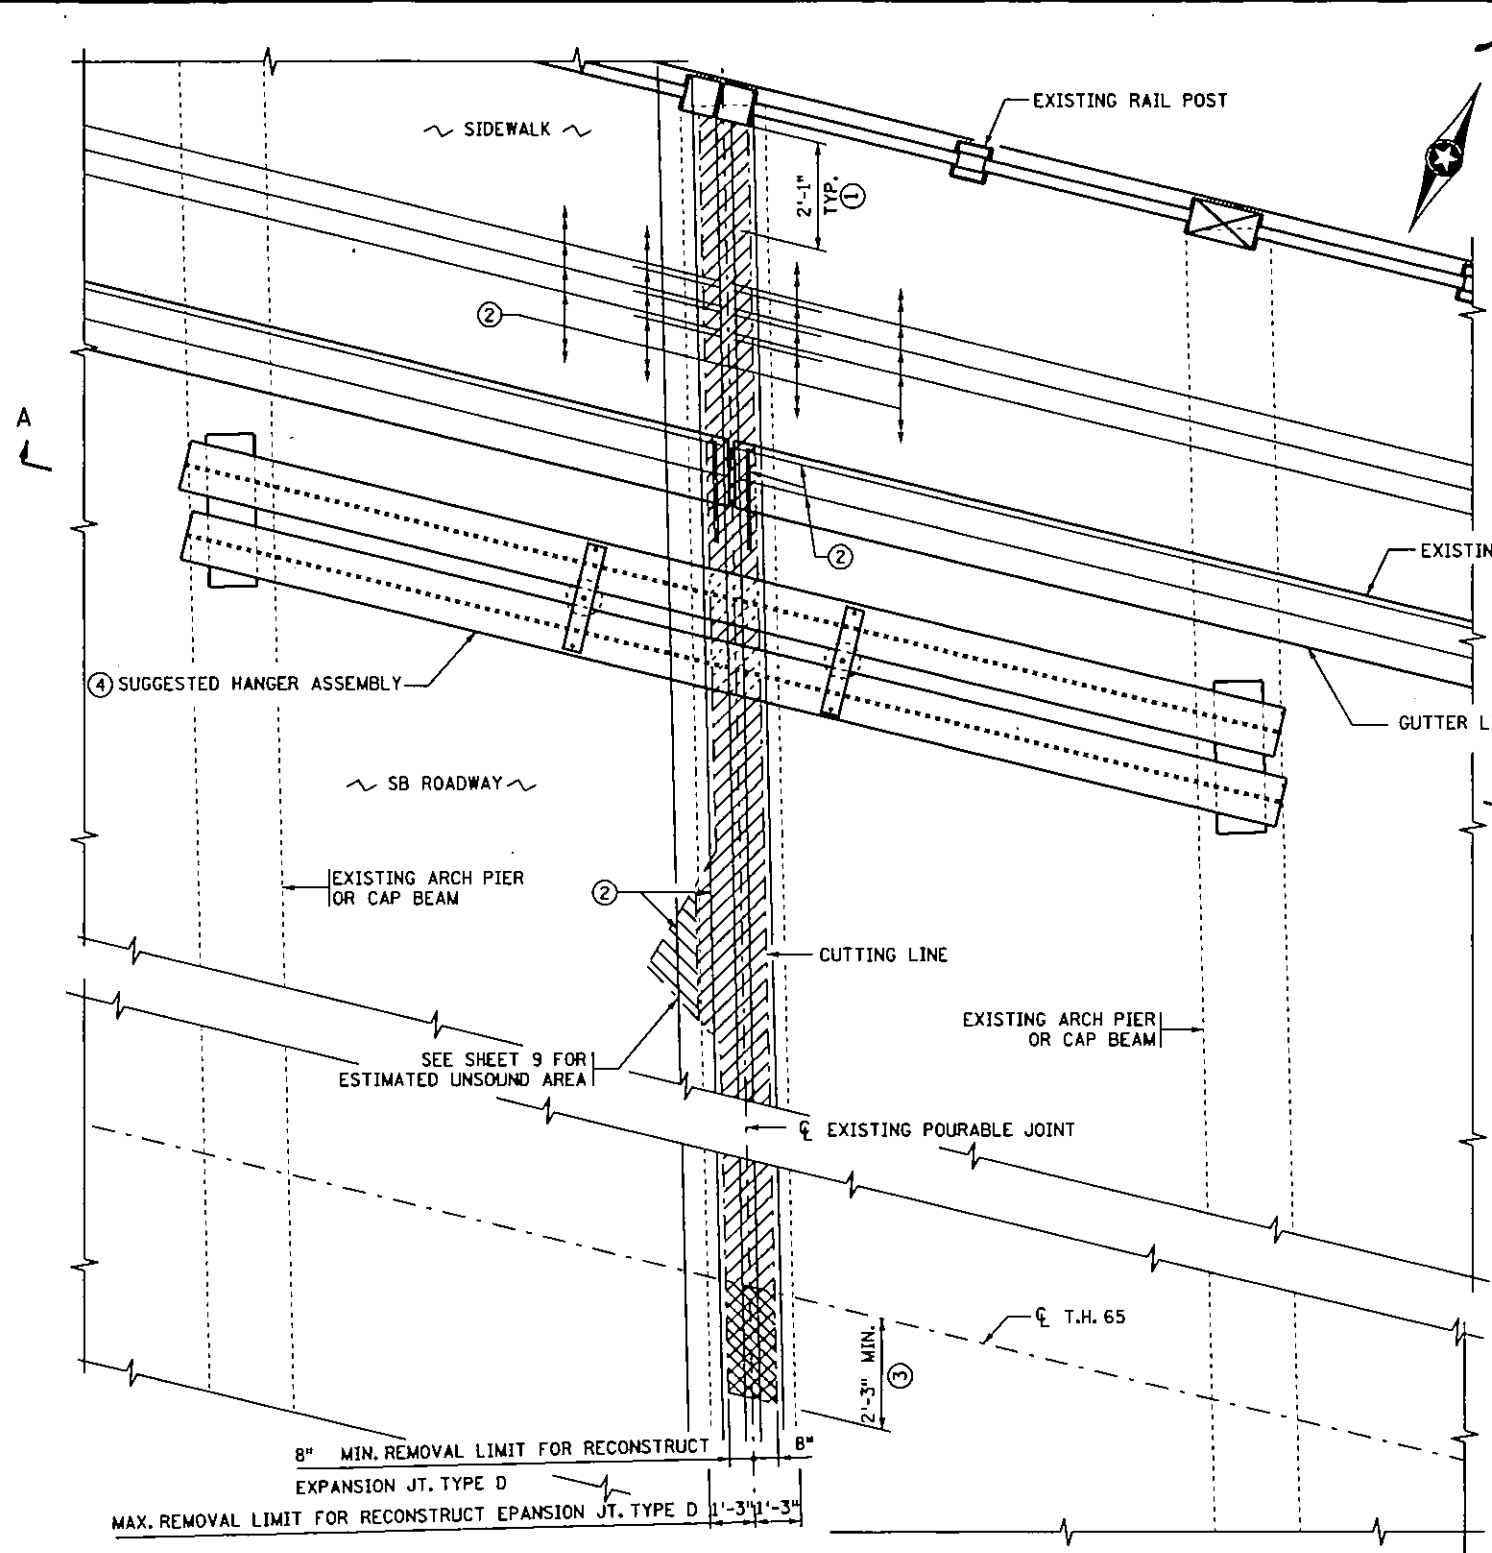 EXISTING RAIL POST
~ SIDEWALK ~
2'-1"
TYP.
1
2
A
2
EXISTIN
4 SUGGESTED HANGER ASSEMBLY
GUTTER L
~ SB ROADWAY ~
EXISTING ARCH PIER
OR CAP BEAM
2
CUTTING LINE
EXISTING ARCH PIER
OR CAP BEAM
SEE SHEET 9 FOR
ESTIMATED UNSOUND AREA
℄ EXISTING POURABLE JOINT
℄ T.H. 65
2'-3" MIN.
3
8" MIN. REMOVAL LIMIT FOR RECONSTRUCT 8"
EXPANSION JT. TYPE D
MAX. REMOVAL LIMIT FOR RECONSTRUCT EPANSION JT. TYPE D 1'-3" 1'-3"